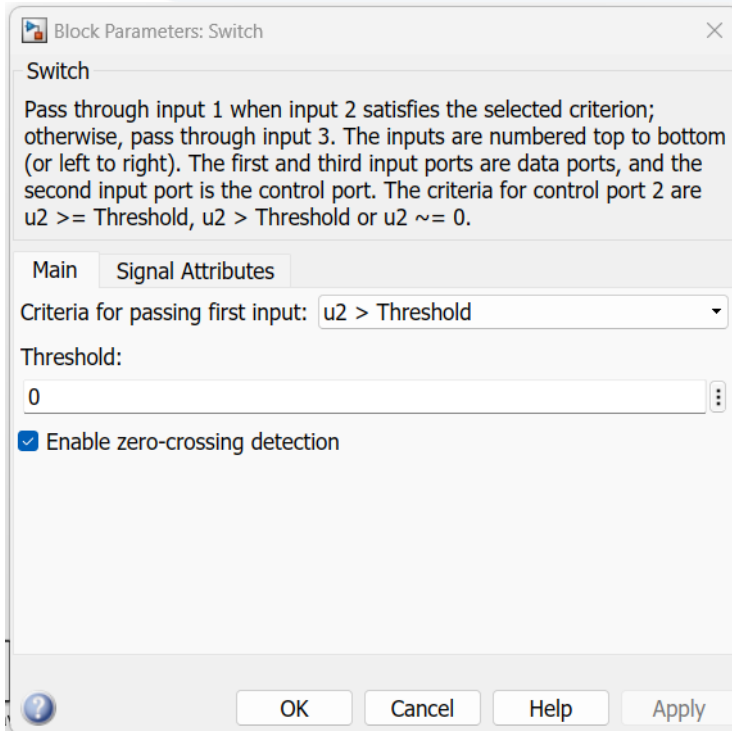 Block Parameters: Switch
Switch
Pass through input 1 when input 2 satisfies the selected criterion;
otherwise, pass through input 3. The inputs are numbered top to bottom
(or left to right). The first and third input ports are data ports, and the
second input port is the control port. The criteria for control port 2 are
u2 >= Threshold, u2 > Threshold or u2 ~= 0.
Main Signal Attributes
Criteria for passing first input: u2 > Threshold
Threshold:
0
Enable zero-crossing detection
? OK Cancel Help Apply